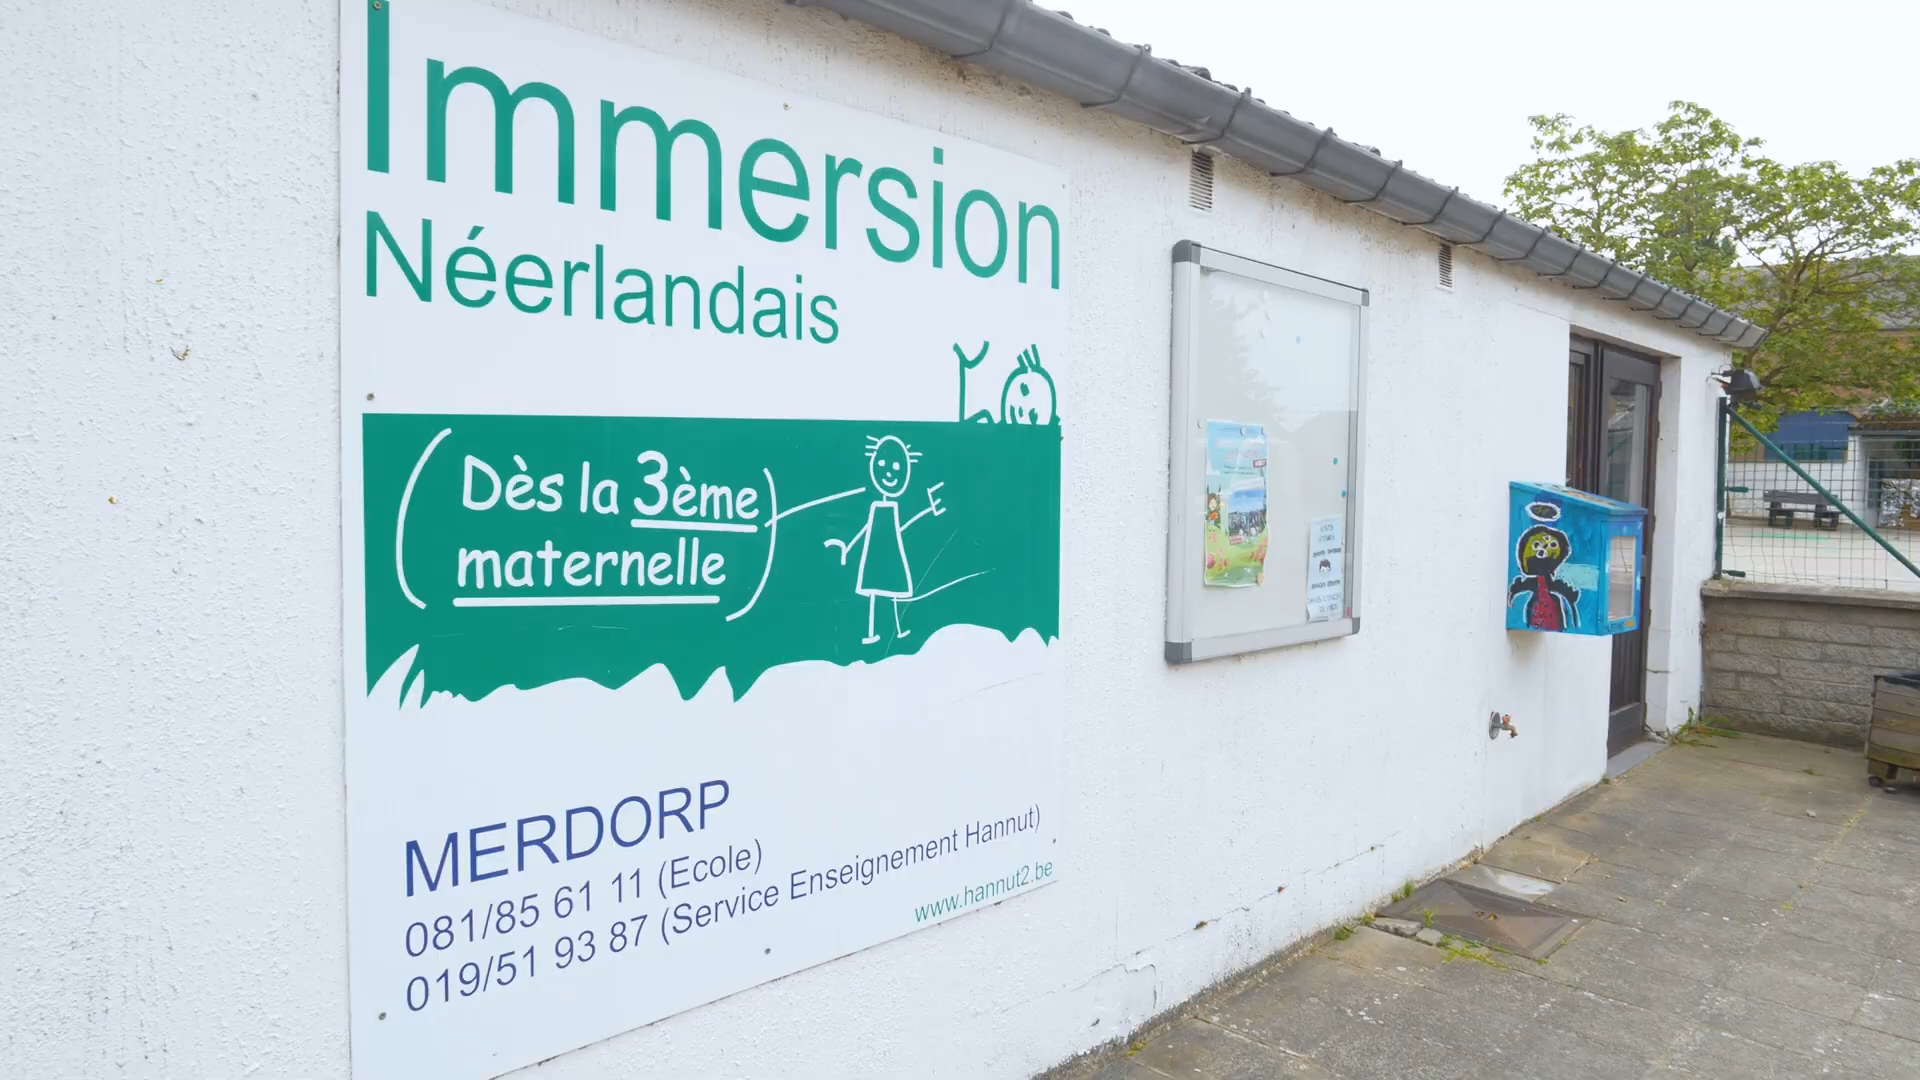 Immersion
Néerlandais
(Dès la 3ème
maternelle)
MERDORP
081/85 61 11 (Ecole)
019/51 93 87 (Service Enseignement Hannut)
www.hannut2.be